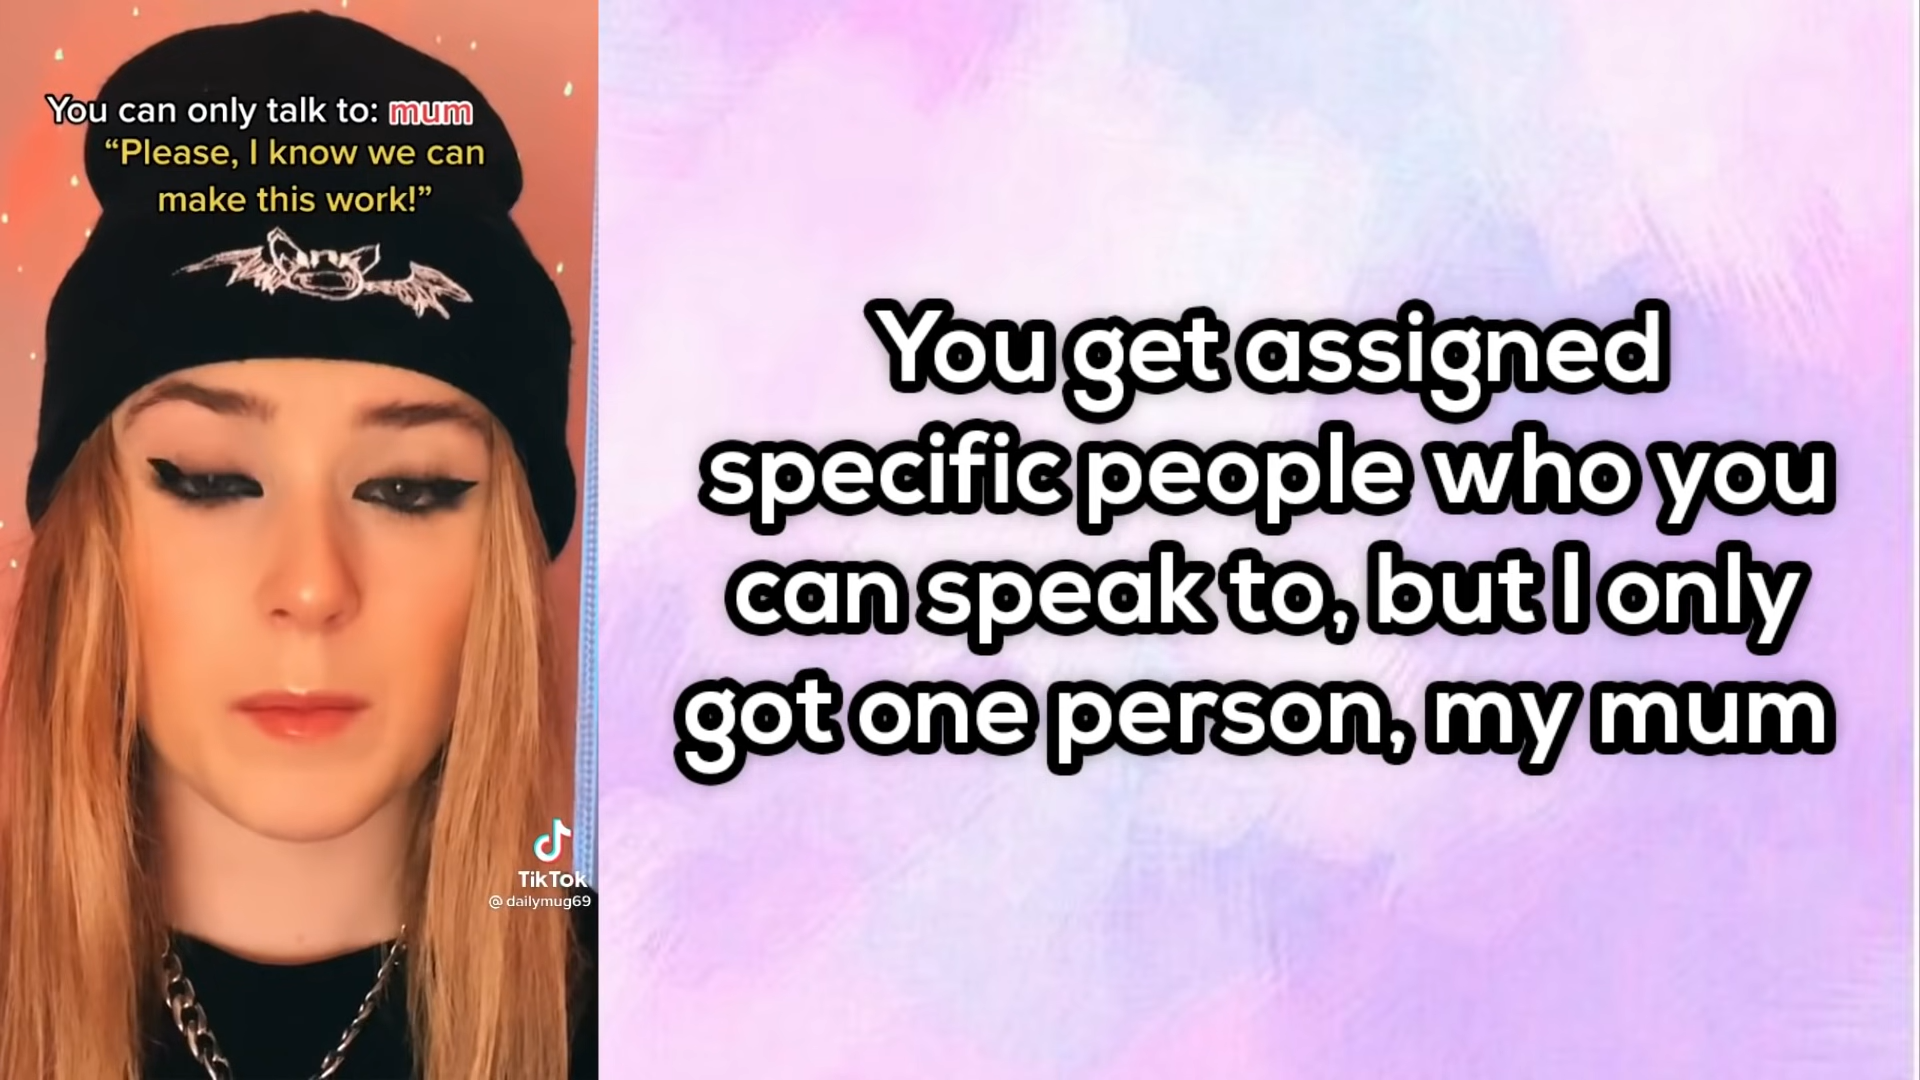 You can only talk to: mum
“Please, I know we can
make this work!”
TikTok
@dailymug69
You get assigned
specific people who you
can speak to, but I only
got one person, my mum